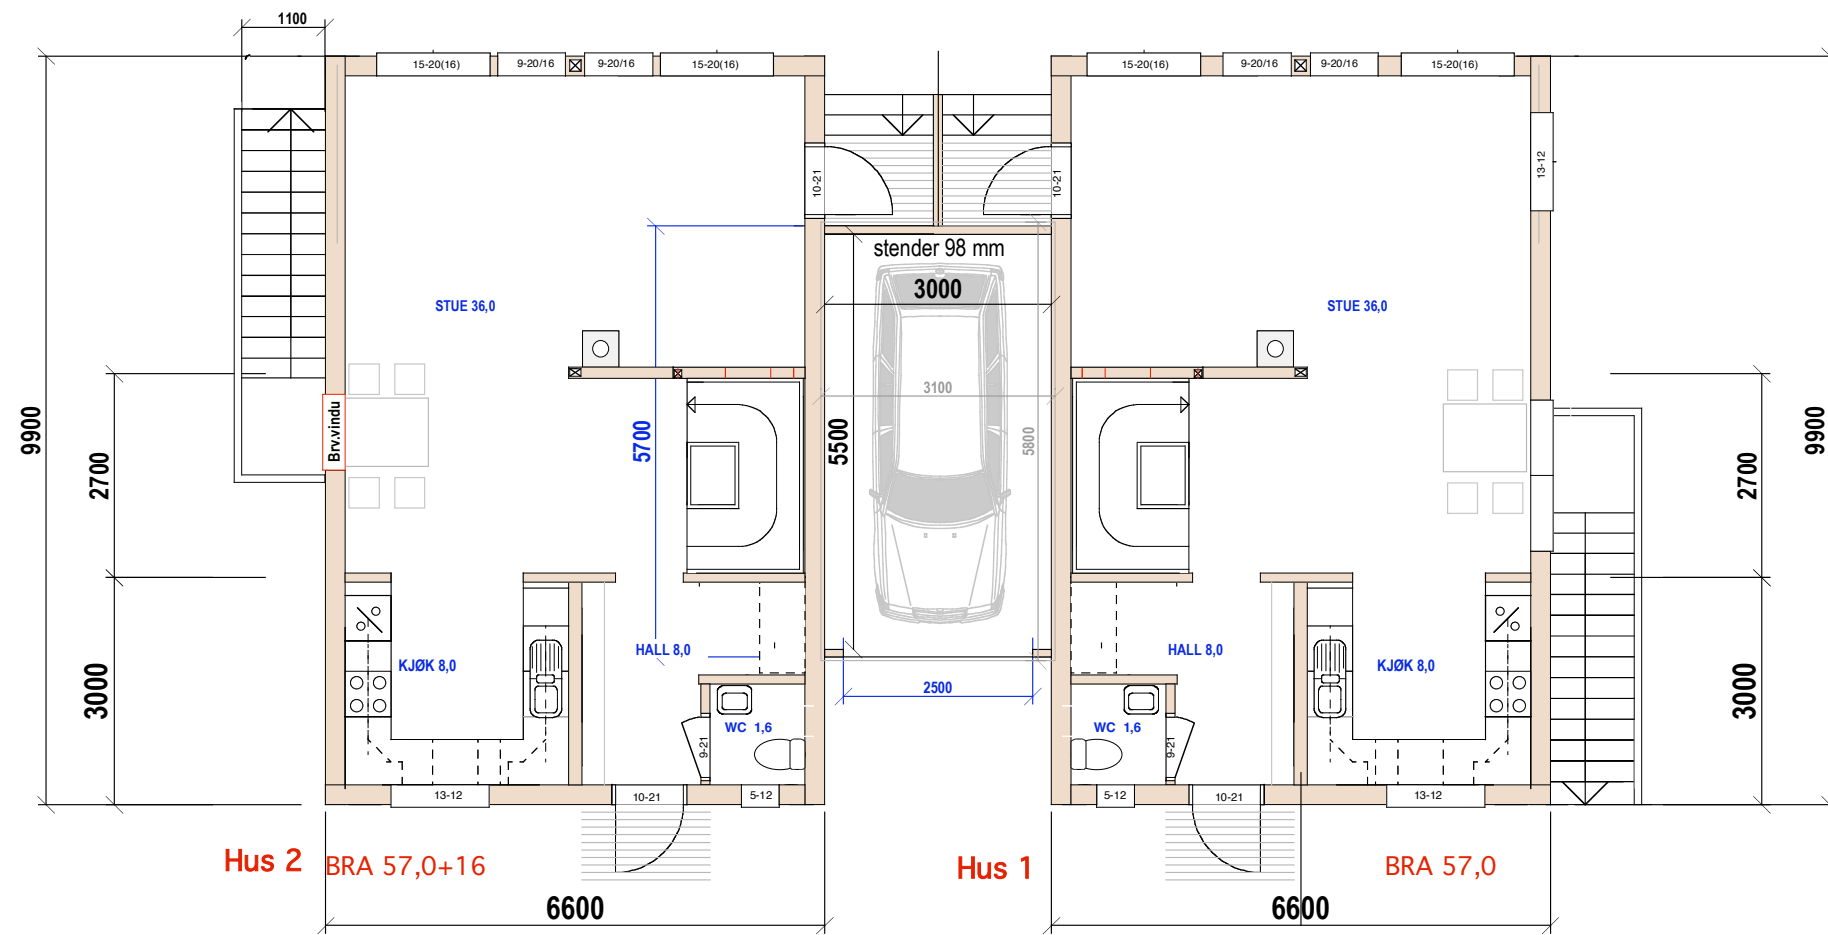 1100
15-20(16)
9-20/16
9-20/16
15-20(16)
15-20(16)
9-20/16
9-20/16
15-20(16)
10-21
10-21
13-12
stender 98 mm
3000
STUE 36,0
STUE 36,0
3100
9900
2700
Brv.vindu
5700
5500
5800
2700
9900
HALL 8,0
KJØK 8,0
HALL 8,0
KJØK 8,0
3000
2500
3000
WC 1,6
WC 1,6
9-21
9-21
13-12
10-21
5-12
5-12
10-21
13-12
Hus 2
BRA 57,0+16
Hus 1
BRA 57,0
6600
6600